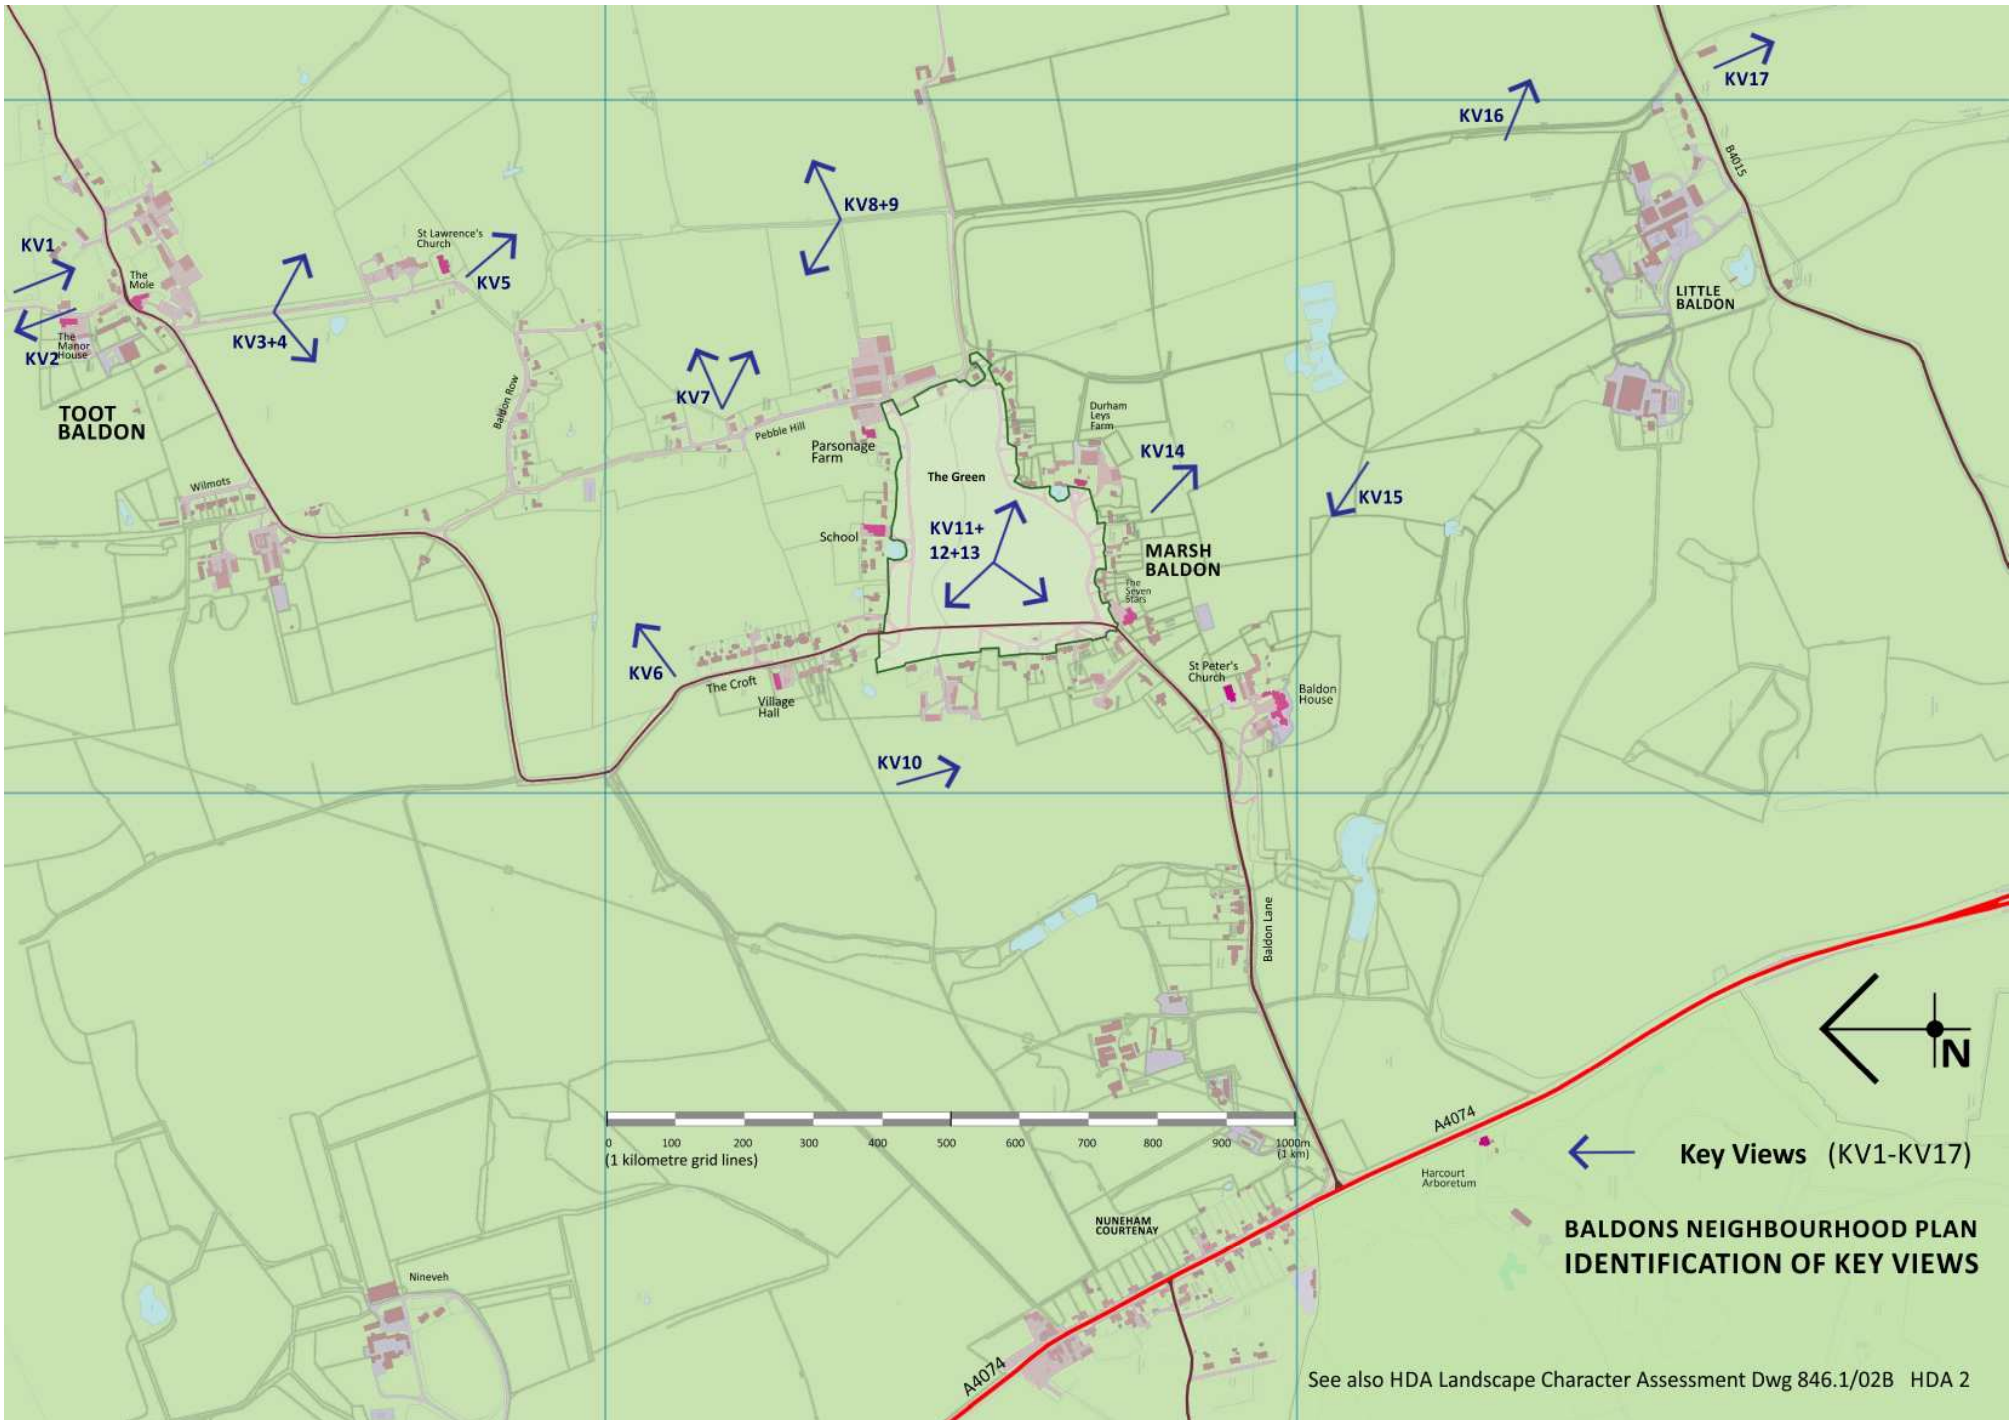 KV17
KV16
B4015
KV8+9
St Lawrence's
Church
KV1
The
Mole
KV5
LITTLE
BALDON
The
Manor
House
KV2
KV3+4
TOOT
BALDON
Baldon Row
KV7
Pebble Hill
Parsonage
Farm
Durham
Leys
Farm
The Green
KV14
Wilmots
KV15
School
KV11+
12+13
MARSH
BALDON
The
Seven
Stars
KV6
The Croft
Village
Hall
St Peter's
Church
Baldon
House
KV10
Baldon Lane
N
0 100 200 300 400 500 600 700 800 900 1000m
(1 kilometre grid lines)
(1 km)
A4074
Key Views (KV1-KV17)
Harcourt
Arboretum
NUNEHAM
COURTENAY
BALDONS NEIGHBOURHOOD PLAN
IDENTIFICATION OF KEY VIEWS
Nineveh
A4074
See also HDA Landscape Character Assessment Dwg 846.1/02B HDA 2